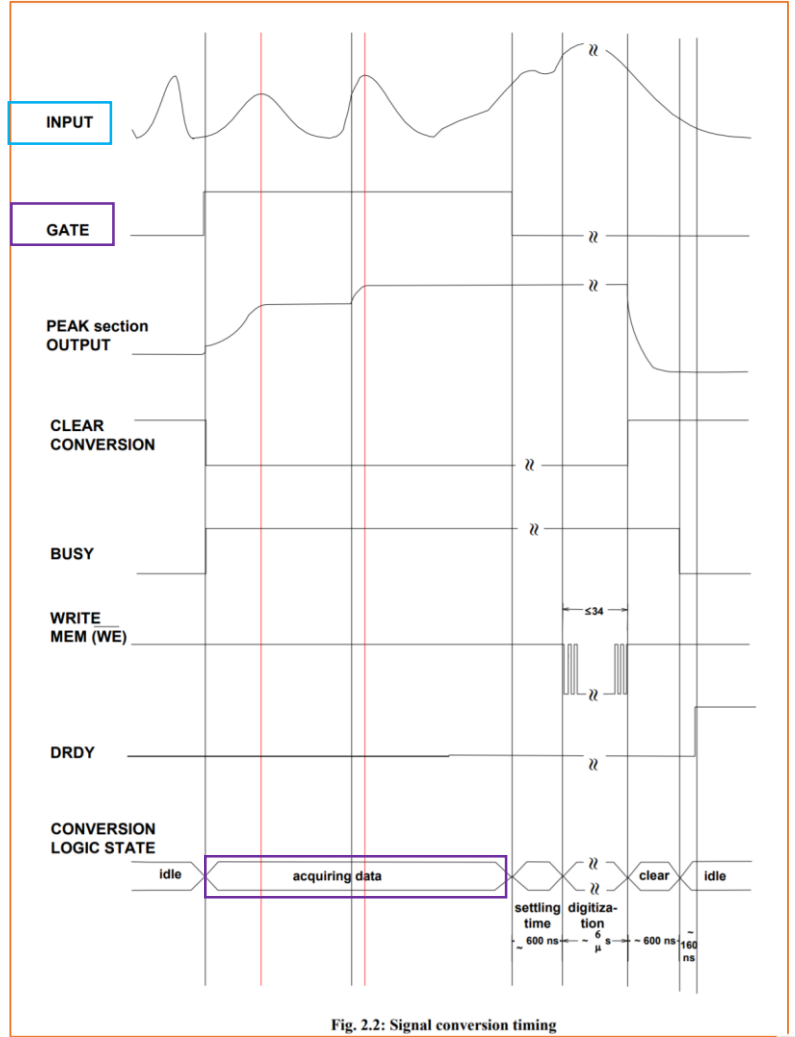 INPUT
GATE
PEAK section
OUTPUT
CLEAR
CONVERSION
BUSY
WRITE
MEM (WE)
≤34
DRDY
CONVERSION
LOGIC STATE
idle
acquiring data
clear
idle
settling
time
digitiza-
tion
~ 600 ns
~ 6 μs
~ 600 ns
~ 160 ns
Fig. 2.2: Signal conversion timing